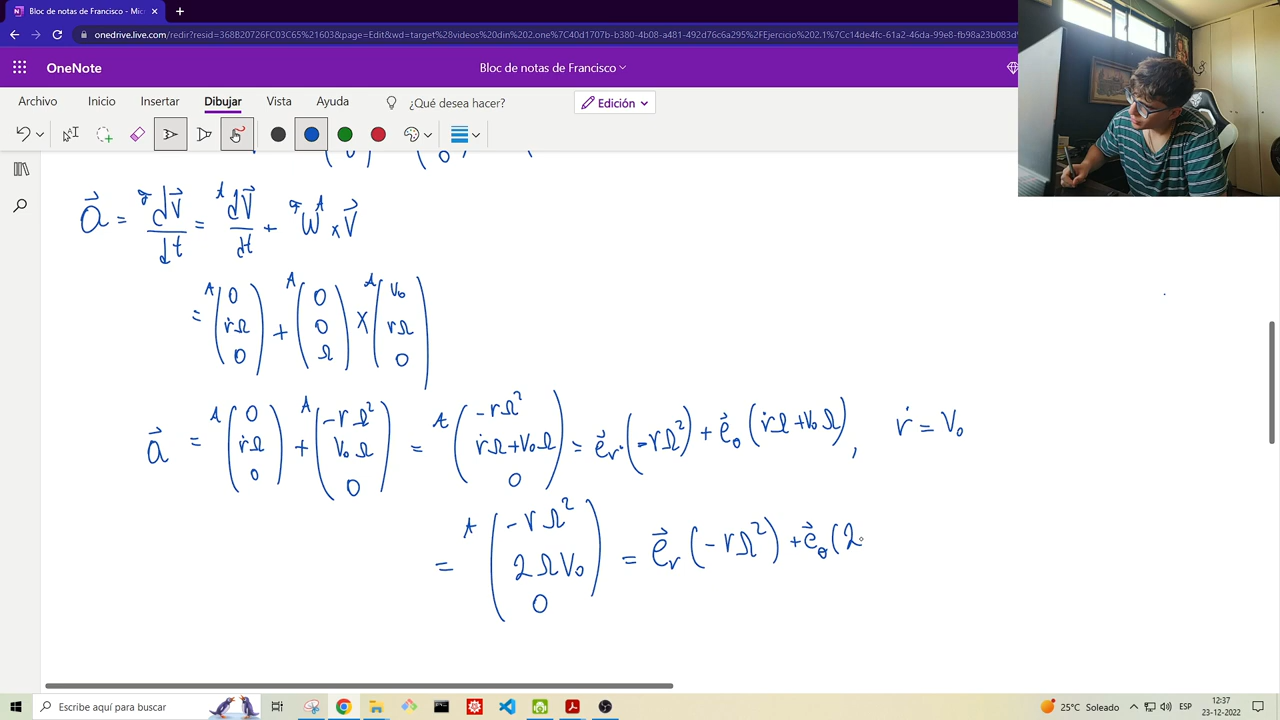 Bloc de notas de Francisco - Micr
onedrive.live.com/redir?resid=368B20726FC03C65%21603&page=Edit&wd=target%28videos%20din%202.one%7C40d1707b-b380-4b08-a481-492d76c6a295%2FEjercicio%202.1%7Cc14de4fc-61a2-46da-99e8-fb98a23b083d%
OneNote
Bloc de notas de Francisco
Archivo Inicio Insertar Dibujar Vista Ayuda ¿Qué desea hacer? Edición
a⃗ = dV⃗/dt = ᴬdV⃗/dt + ωᴬ × V⃗
= ᴬ(0, ṙΩ, 0) + ᴬ(0, 0, Ω) × ᴬ(V₀, rΩ, 0)
a⃗ = ᴬ(0, ṙΩ, 0) + ᴬ(-rΩ², V₀Ω, 0) = ᴬ(-rΩ², ṙΩ+V₀Ω, 0) = e⃗r (-rΩ²) + e⃗θ (ṙΩ+V₀Ω), ṙ = V₀
= ᴬ(-rΩ², 2ΩV₀, 0) = e⃗r (-rΩ²) + e⃗θ (2
Escribe aquí para buscar
25°C Soleado
ESP
12:37
23-12-2022